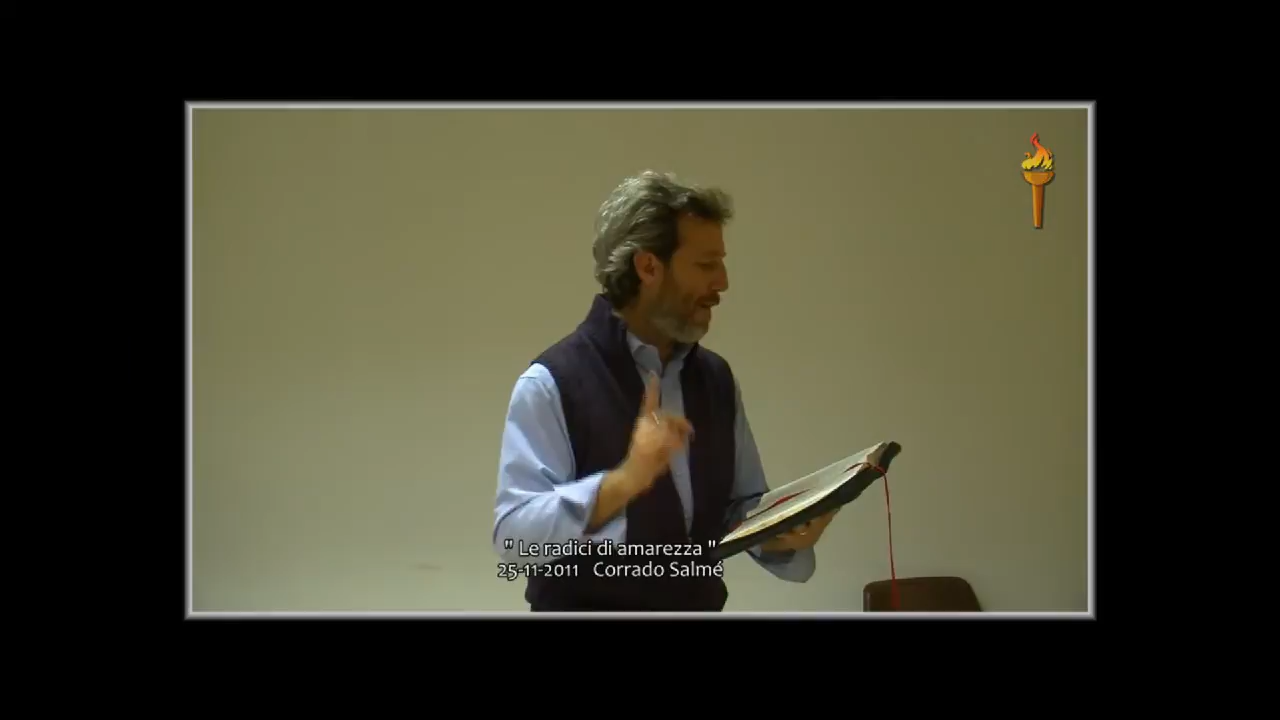 " Le radici di amarezza "
25-11-2011 Corrado Salmé